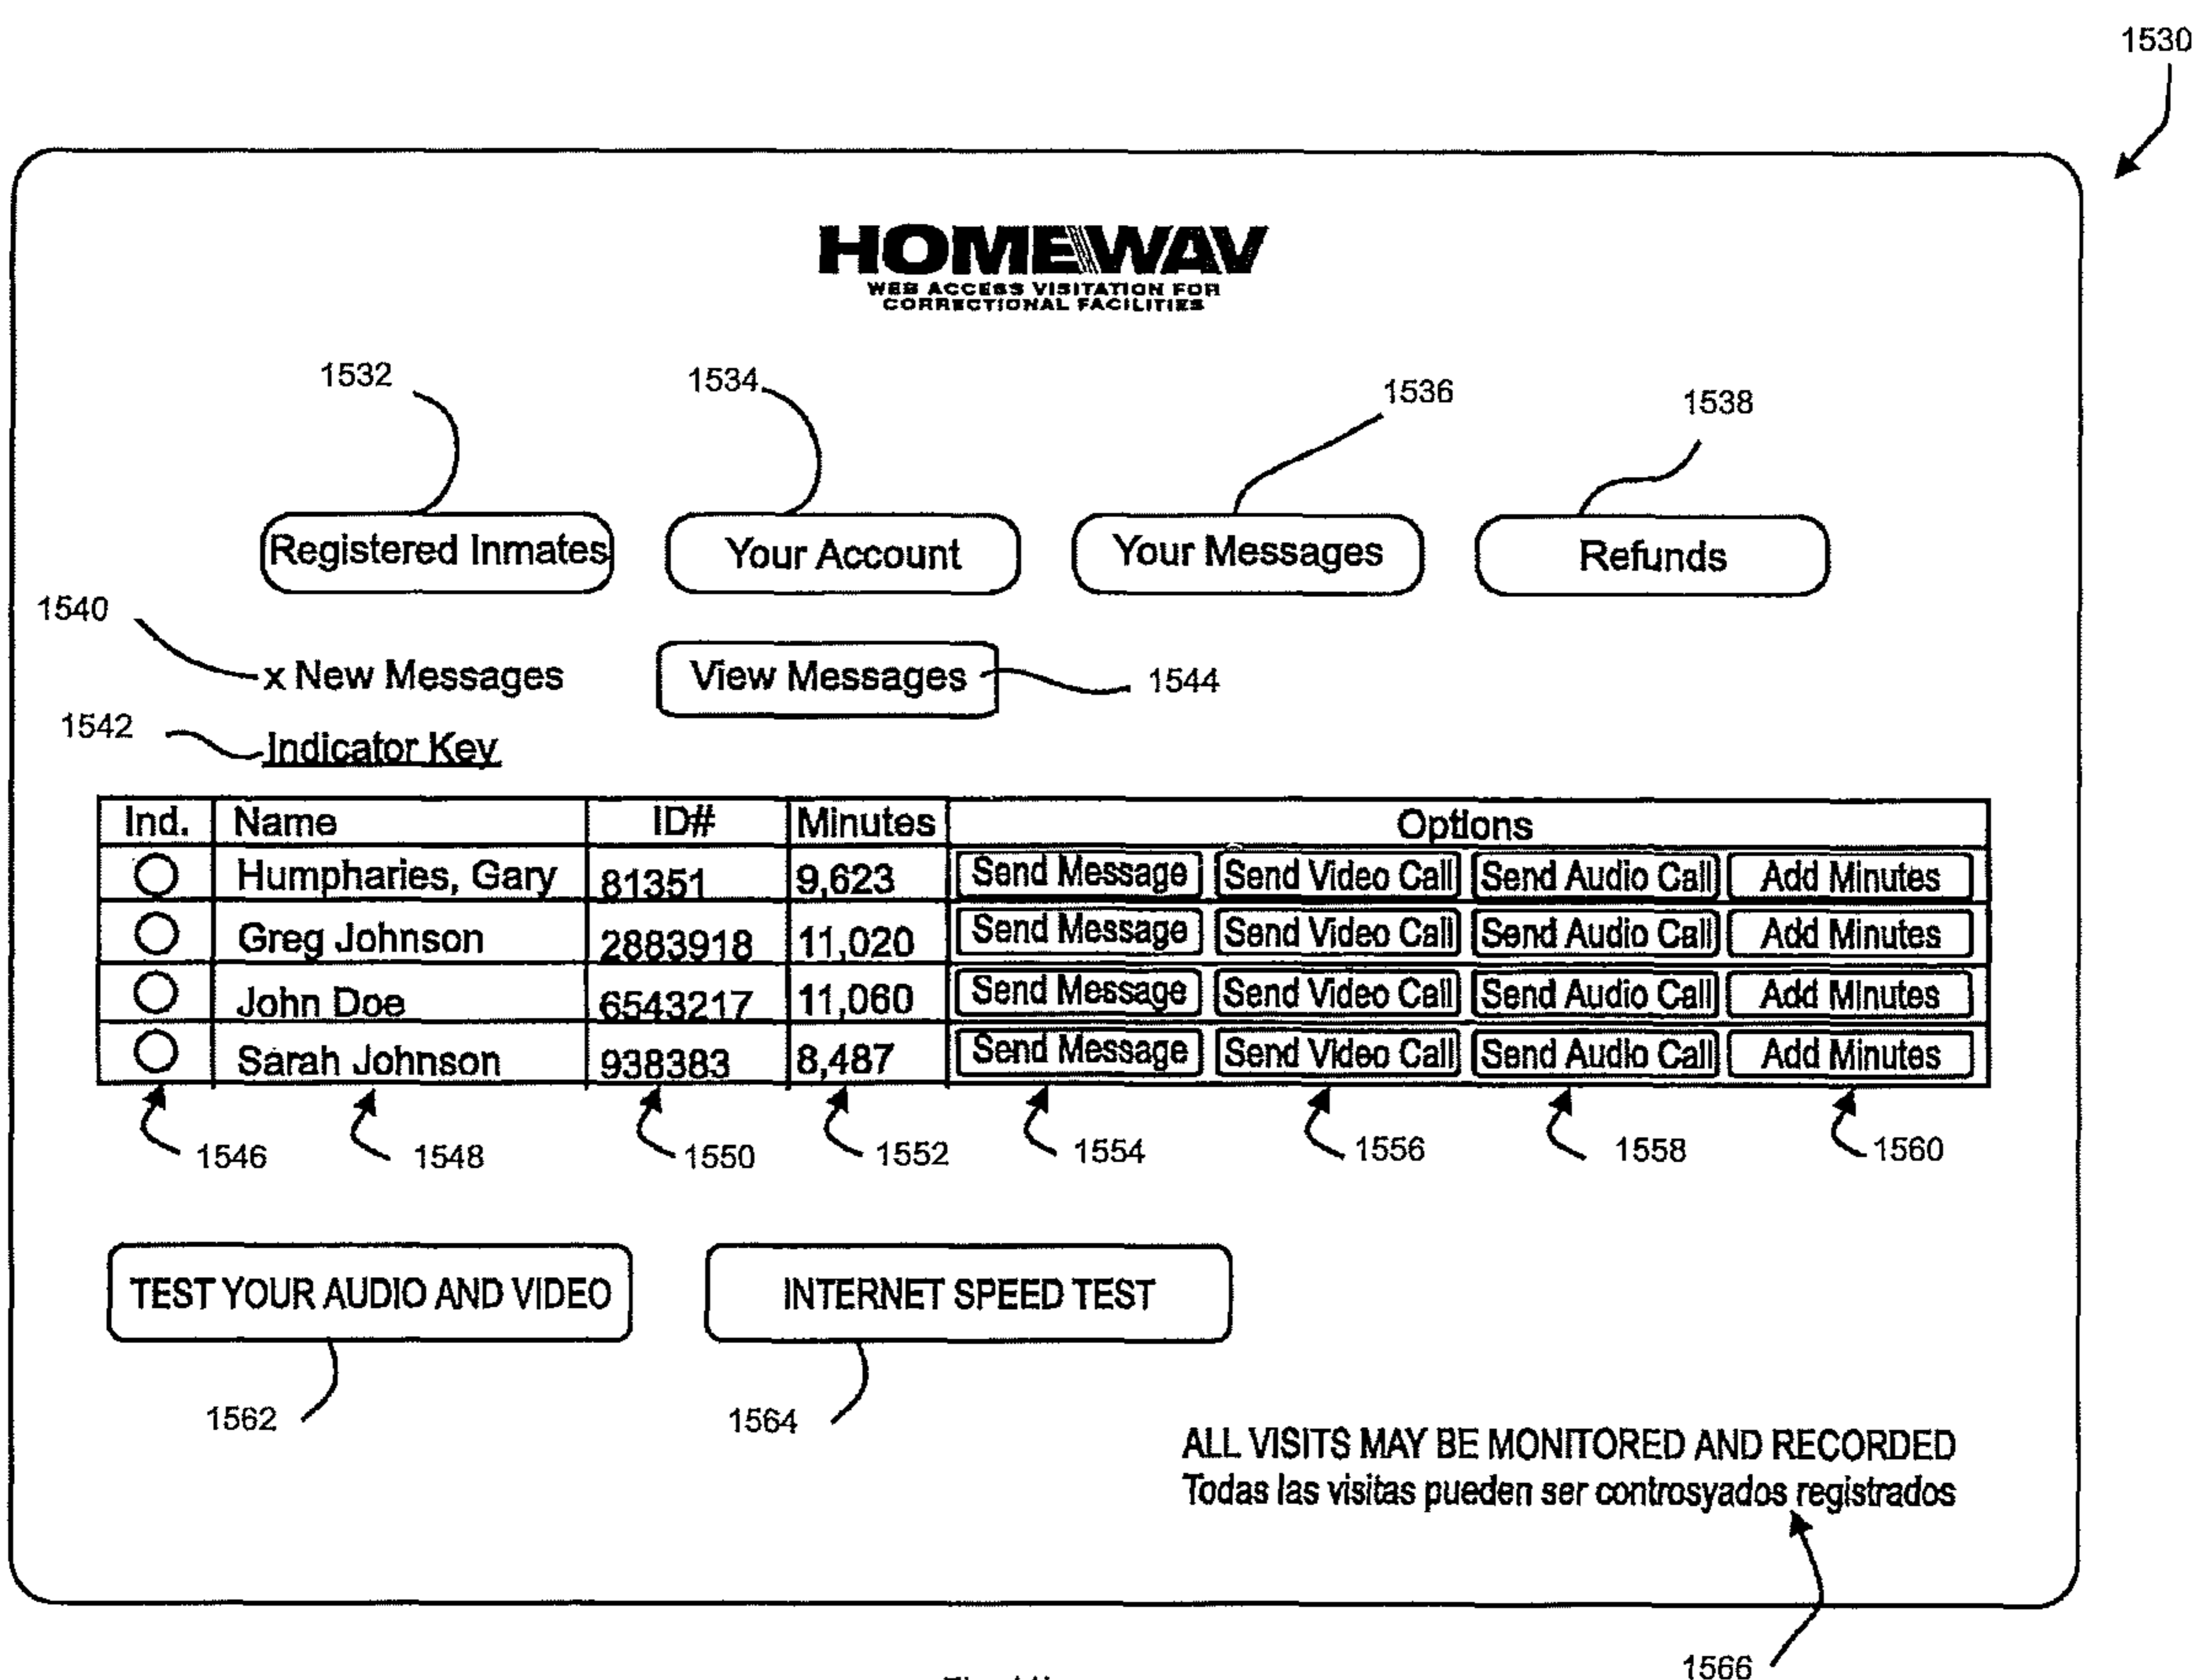 1530
HOMEWAV
WEB ACCESS VISITATION FOR
CORRECTIONAL FACILITIES
1532 1534 1536 1538
Registered Inmates Your Account Your Messages Refunds
1540
x New Messages View Messages 1544
1542
Indicator Key
Ind. Name ID# Minutes Options
Humpharies, Gary 81351 9,623 Send Message Send Video Call Send Audio Call Add Minutes
Greg Johnson 2883918 11,020 Send Message Send Video Call Send Audio Call Add Minutes
John Doe 6543217 11,060 Send Message Send Video Call Send Audio Call Add Minutes
Sarah Johnson 938383 8,487 Send Message Send Video Call Send Audio Call Add Minutes
1546 1548 1550 1552 1554 1556 1558 1560
TEST YOUR AUDIO AND VIDEO INTERNET SPEED TEST
1562 1564
ALL VISITS MAY BE MONITORED AND RECORDED
Todas las visitas pueden ser controsyados registrados
1566